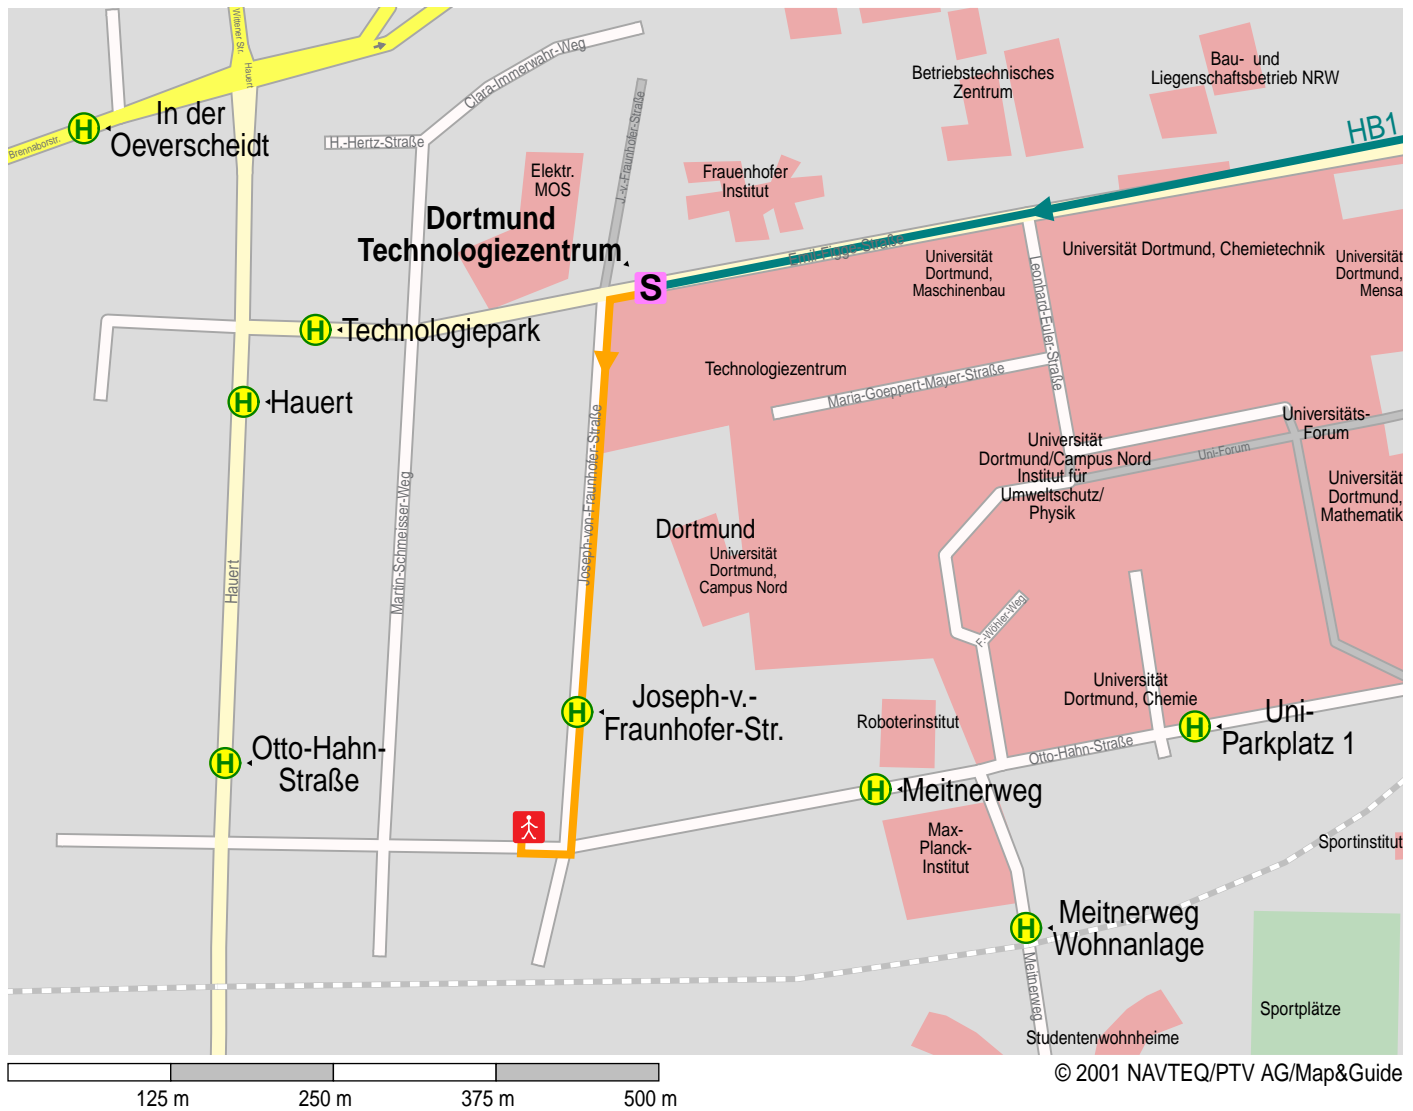 Wittener Str.
Hauert
Brennaborstr.
In der
Oeverscheidt
H
Clara-Immerwahr-Weg
H.-Hertz-Straße
J.-v.-Fraunhofer-Straße
Elektr.
MOS
Frauenhofer
Institut
Betriebstechnisches
Zentrum
Bau- und
Liegenschaftsbetrieb NRW
HB1
Dortmund
Technologiezentrum
S
Emil-Figge-Straße
Universität
Dortmund,
Maschinenbau
Universität Dortmund, Chemietechnik
Universität
Dortmund,
Mensa
Leonhard-Euler-Straße
H
Technologiepark
H
Hauert
Technologiezentrum
Maria-Goeppert-Mayer-Straße
Universitäts-
Forum
Uni-Forum
Universität
Dortmund/Campus Nord
Institut für
Umweltschutz/
Physik
Universität
Dortmund,
Mathematik
Joseph-von-Fraunhofer-Straße
Martin-Schmeisser-Weg
Hauert
Dortmund
Universität
Dortmund,
Campus Nord
F.-Wöhler-Weg
Universität
Dortmund, Chemie
H
Joseph-v.-
Fraunhofer-Str.
Roboterinstitut
H
Uni-
Parkplatz 1
Otto-Hahn-Straße
H
Otto-Hahn-
Straße
H
Meitnerweg
Max-
Planck-
Institut
Sportinstitut
H
Meitnerweg
Wohnanlage
Meitnerweg
Sportplätze
Studentenwohnheime
© 2001 NAVTEQ/PTV AG/Map&Guide
125 m
250 m
375 m
500 m